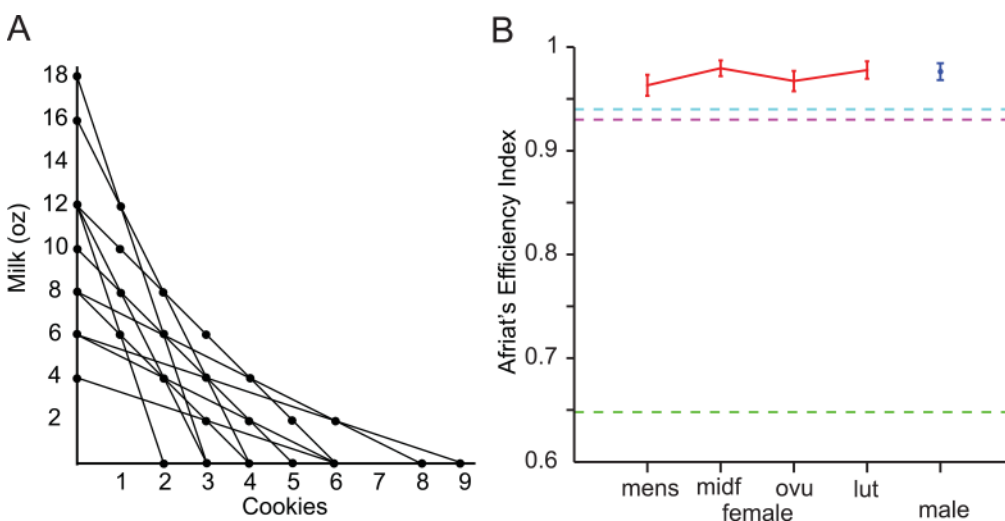 A
18
16
14
12
10
8
6
4
2
Milk (oz)
1 2 3 4 5 6 7 8 9
Cookies
B
1
0.9
0.8
0.7
0.6
Afriat's Efficiency Index
mens midf ovu lut
female male